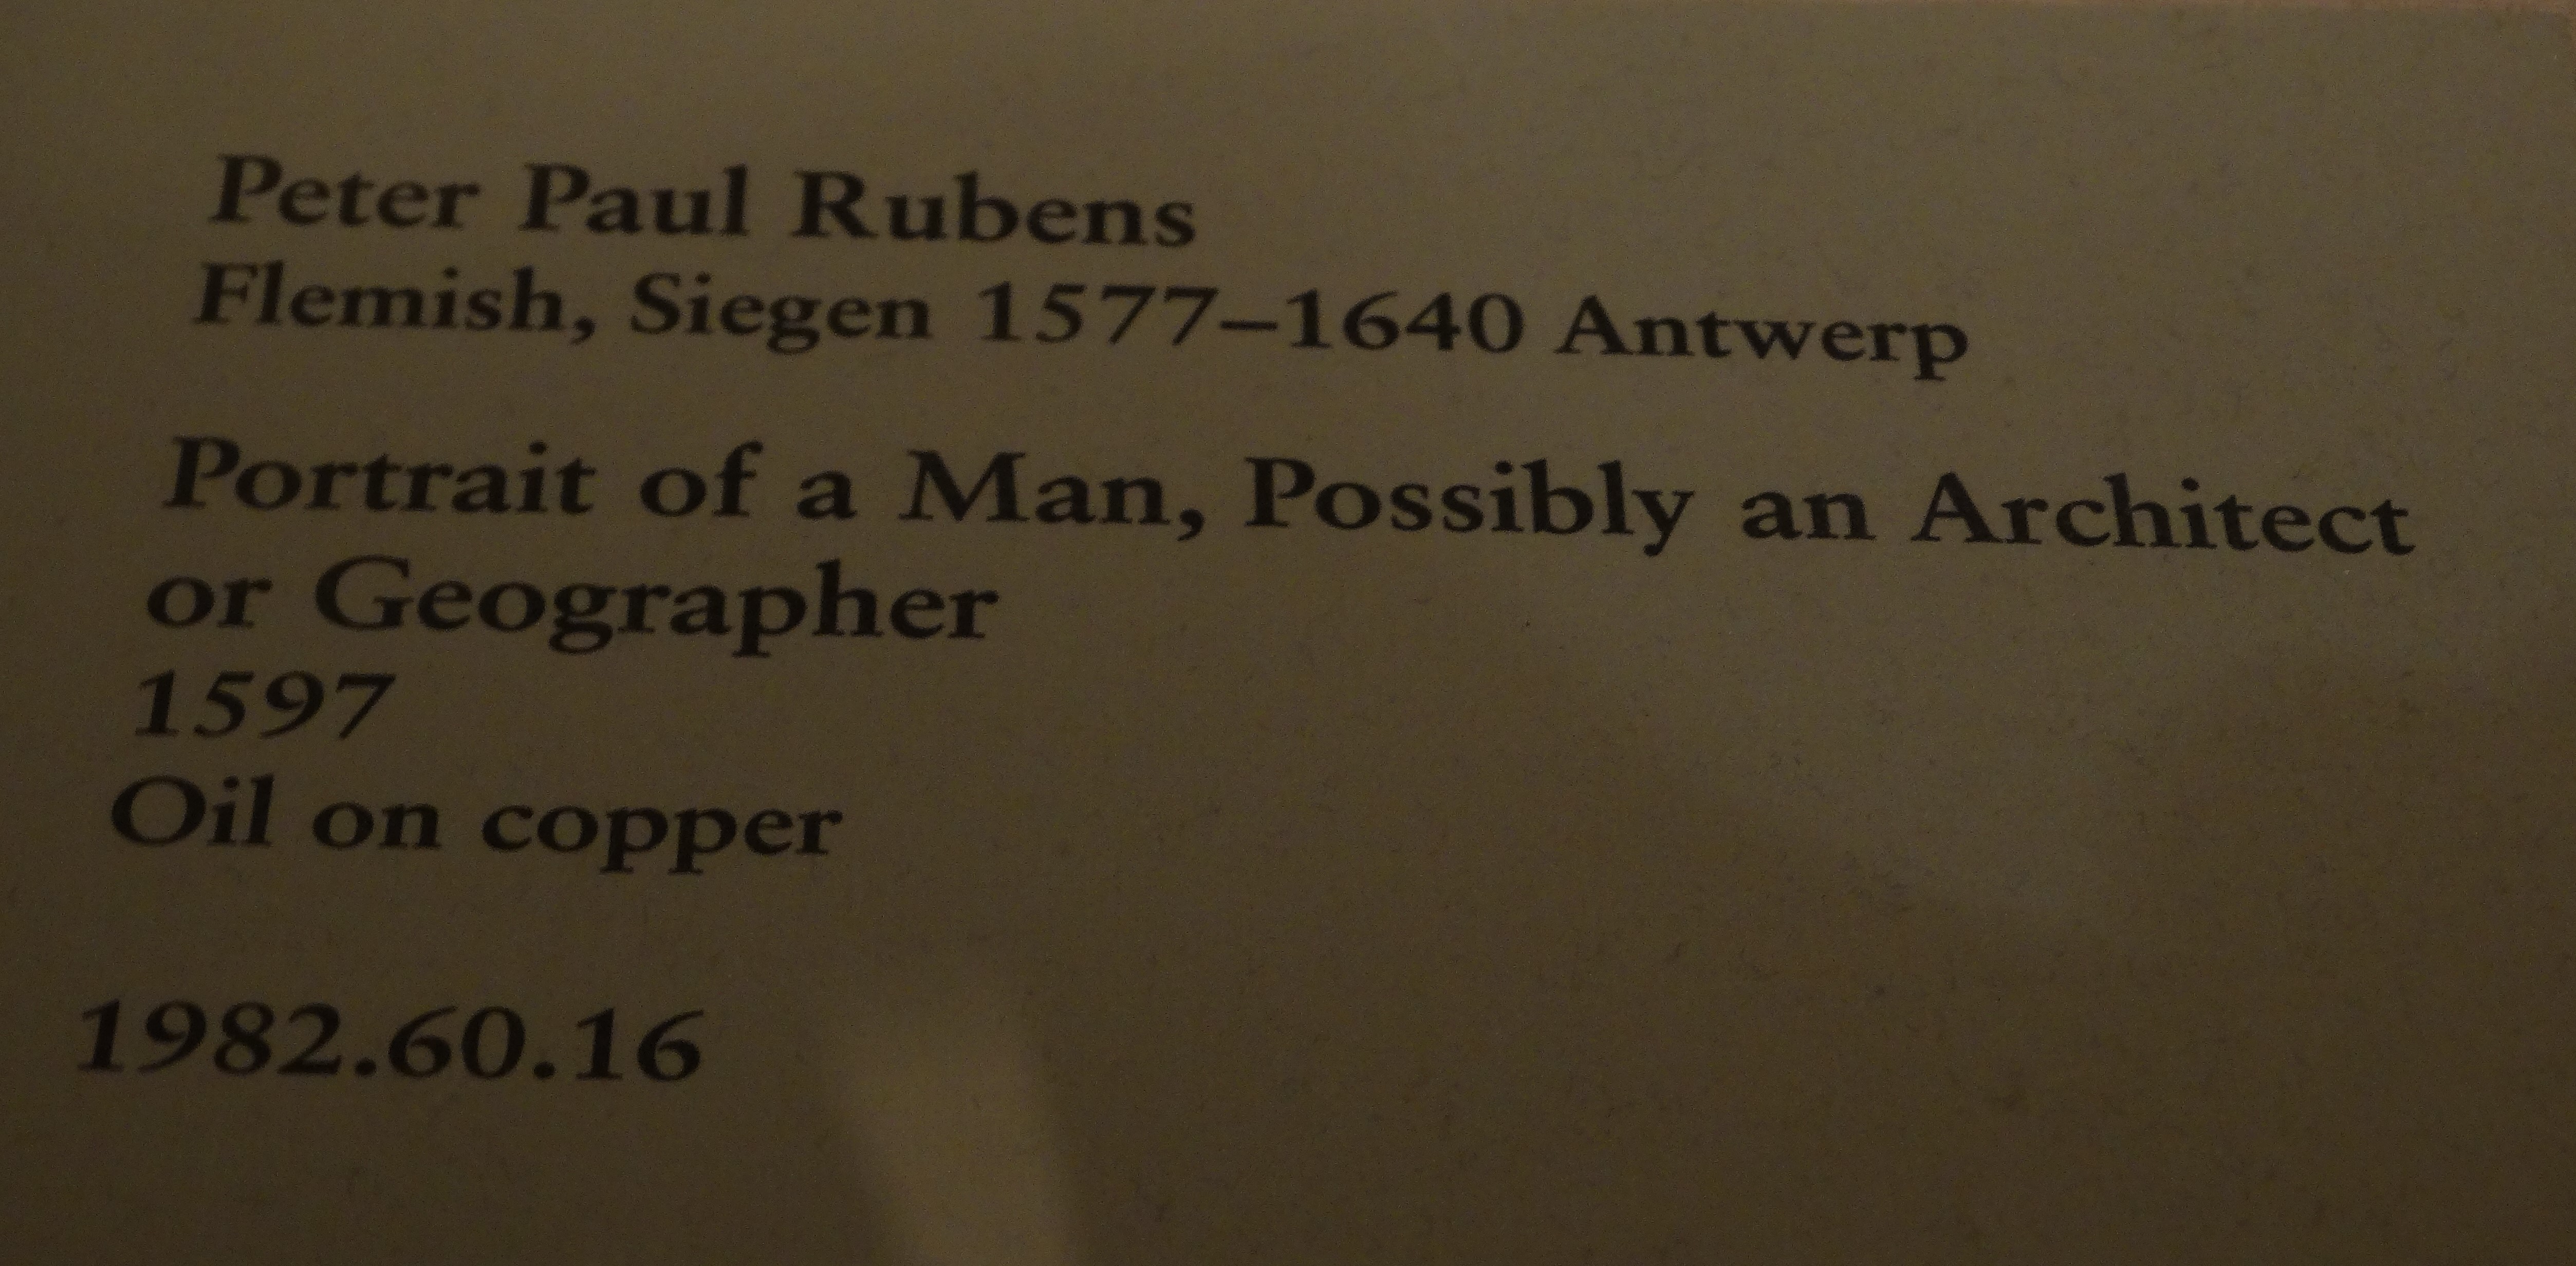 Peter Paul Rubens
Flemish, Siegen 1577–1640 Antwerp
Portrait of a Man, Possibly an Architect
or Geographer
1597
Oil on copper
1982.60.16